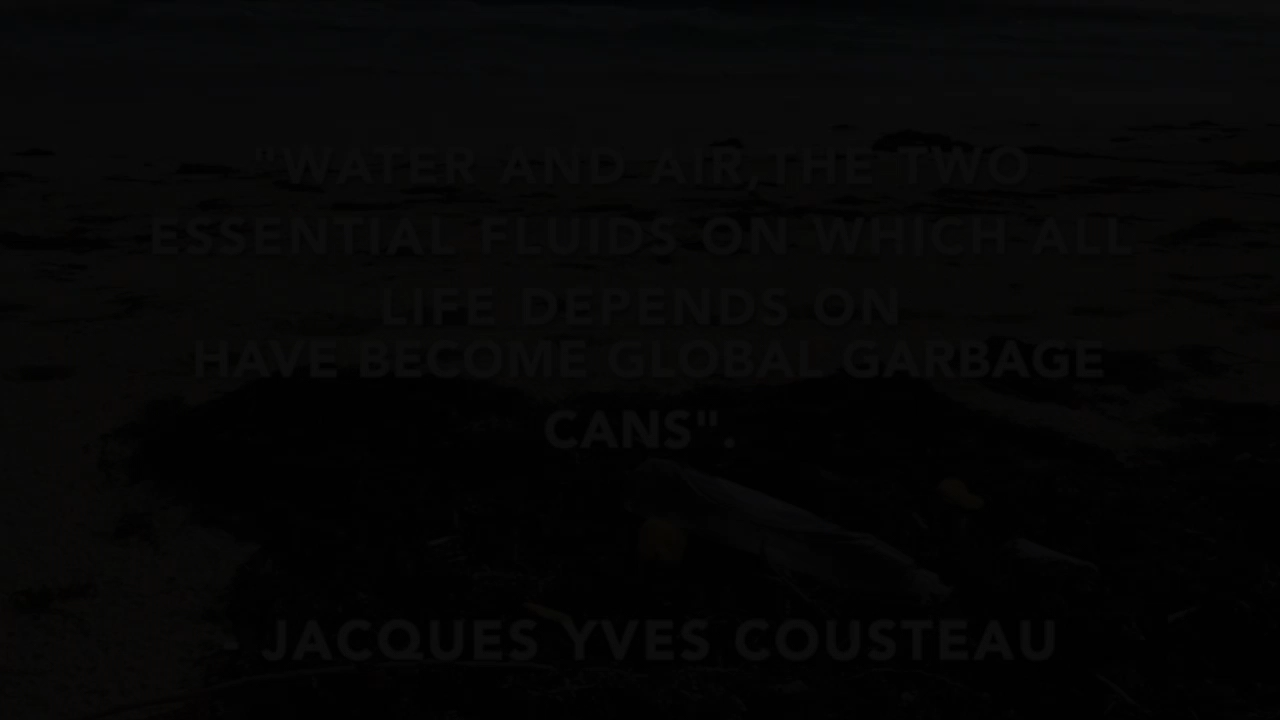 "WATER AND AIR,THE TWO
ESSENTIAL FLUIDS ON WHICH ALL
LIFE DEPENDS ON
HAVE BECOME GLOBAL GARBAGE
CANS".
- JACQUES YVES COUSTEAU